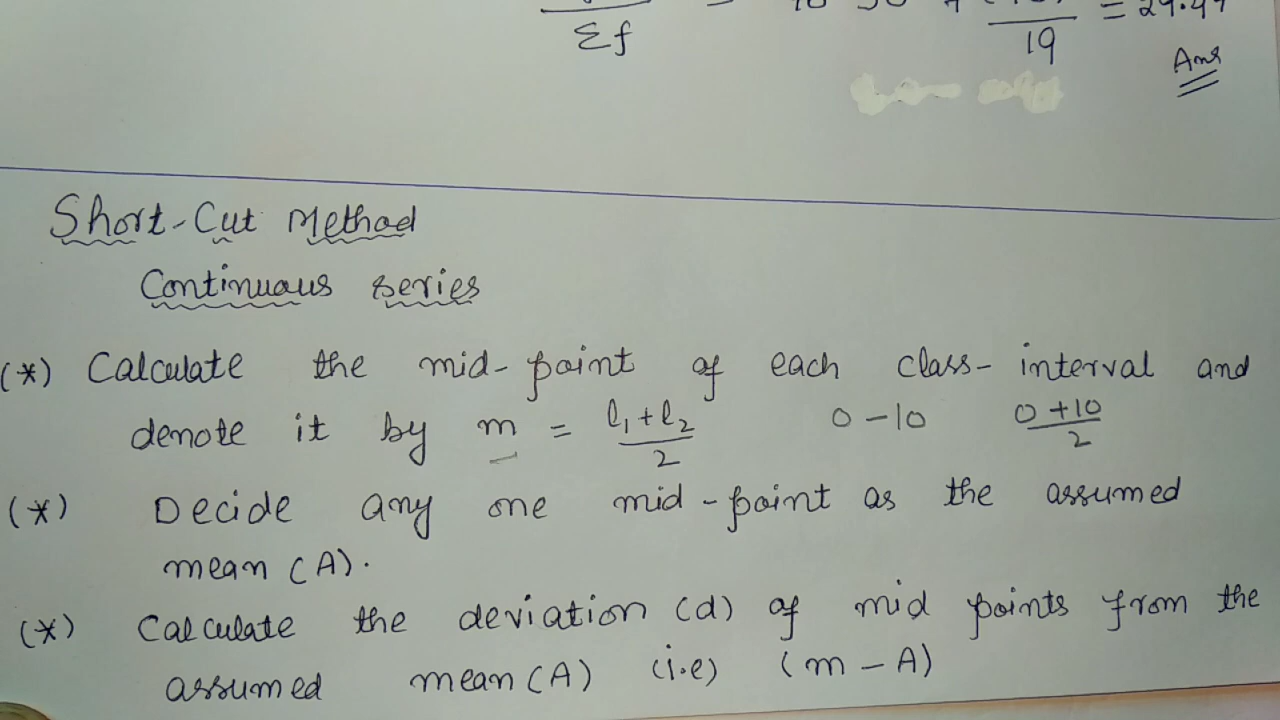 Σf 19 = 29.47
Ans
Short-Cut Method
Continuous series
(*) Calculate the mid-point of each class-interval and
denote it by m = l₁+l₂/2 0-10 0+10/2
(*) Decide any one mid-point as the assumed
mean (A).
(*) Calculate the deviation (d) of mid points from the
assumed mean (A) (i.e) (m-A)